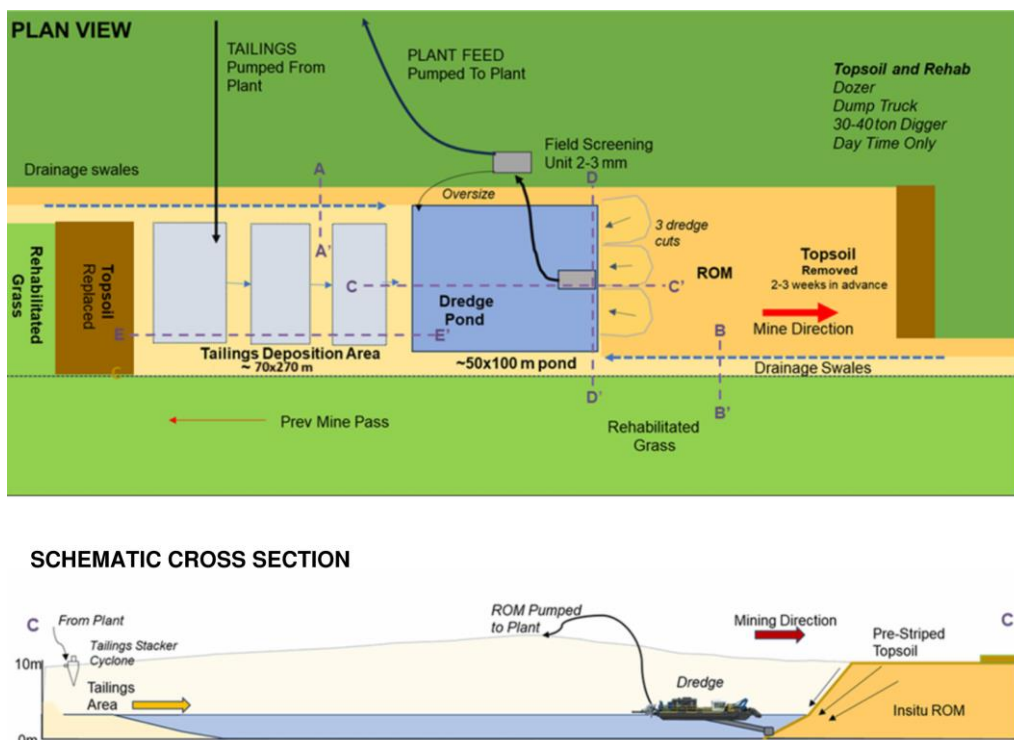 PLAN VIEW
TAILINGS
Pumped From
Plant
PLANT FEED
Pumped To Plant
Topsoil and Rehab
Dozer
Dump Truck
30-40ton Digger
Day Time Only
Field Screening
Unit 2-3 mm
Drainage swales
A
Oversize
D
3 dredge
cuts
A'
Rehabilitated
Grass
Topsoil
Replaced
C
C'
ROM
Topsoil
Removed
2-3 weeks in advance
Dredge
Pond
Mine Direction
E
E'
B
Tailings Deposition Area
~ 70x270 m
~50x100 m pond
Drainage Swales
C
D'
B'
Prev Mine Pass
Rehabilitated
Grass
SCHEMATIC CROSS SECTION
C
From Plant
Tailings Stacker
Cyclone
ROM Pumped
to Plant
Mining Direction
Pre-Striped
Topsoil
C
10m
Tailings
Area
Dredge
Insitu ROM
0m